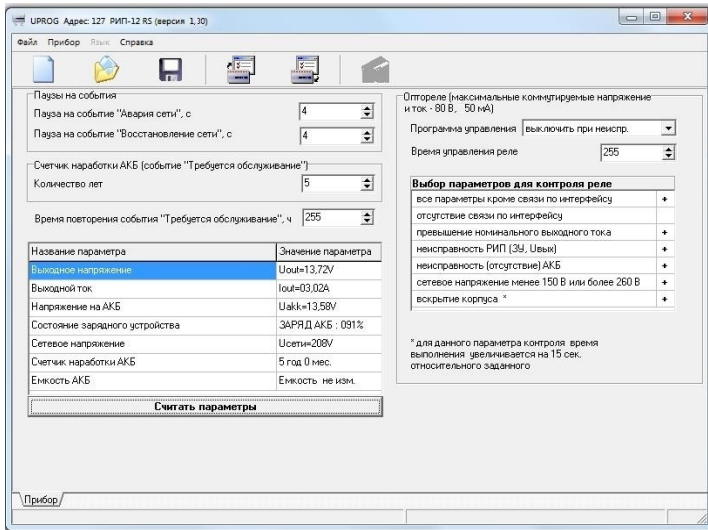 UPROG Адрес: 127 РИП-12 RS (версия 1,30)
Файл Прибор Язык Справка
Паузы на события
Пауза на событие "Авария сети", с 4
Пауза на событие "Восстановление сети", с 4
Счетчик наработки АКБ (событие "Требуется обслуживание")
Количество лет 5
Время повторения события "Требуется обслуживание", ч 255
Название параметра Значение параметра
Выходное напряжение Uout=13,72V
Выходной ток Iout=03,02A
Напряжение на АКБ Uakk=13,58V
Состояние зарядного устройства ЗАРЯД АКБ : 091%
Сетевое напряжение Uсети=208V
Счетчик наработки АКБ 5 год 0 мес.
Емкость АКБ Емкость не изм.
Считать параметры
Оптореле (максимальные коммутируемые напряжение
и ток - 80 В, 50 мА)
Программа управления выключить при неиспр.
Время управления реле 255
Выбор параметров для контроля реле
все параметры кроме связи по интерфейсу +
отсутствие связи по интерфейсу
превышение номинального выходного тока +
неисправность РИП (ЗУ, Uвых) +
неисправность (отсутствие) АКБ +
сетевое напряжение менее 150 В или более 260 В +
вскрытие корпуса * +
* для данного параметра контроля время
выполнения увеличивается на 15 сек.
относительного заданного
Прибор